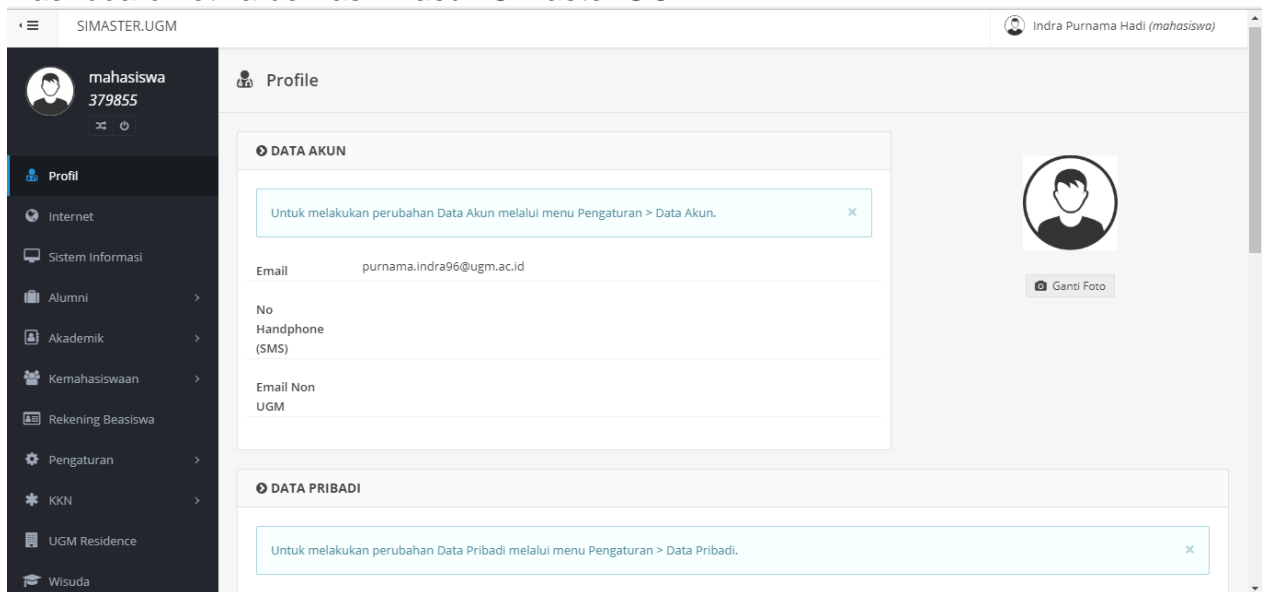 SIMASTER.UGM
Indra Purnama Hadi (mahasiswa)
mahasiswa
379855
Profil
Internet
Sistem Informasi
Alumni
Akademik
Kemahasiswaan
Rekening Beasiswa
Pengaturan
KKN
UGM Residence
Wisuda
Profile
DATA AKUN
Untuk melakukan perubahan Data Akun melalui menu Pengaturan > Data Akun.
Email purnama.indra96@ugm.ac.id
No
Handphone
(SMS)
Email Non
UGM
Ganti Foto
DATA PRIBADI
Untuk melakukan perubahan Data Pribadi melalui menu Pengaturan > Data Pribadi.